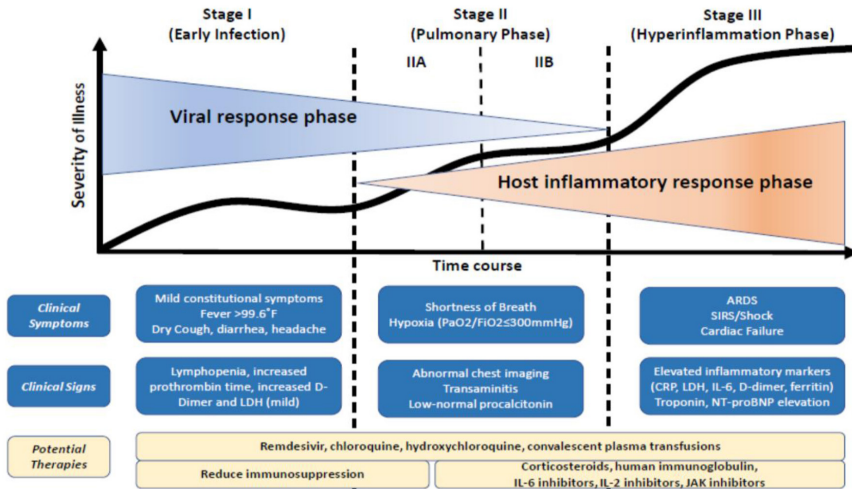 Stage I
(Early Infection)
Stage II
(Pulmonary Phase)
Stage III
(Hyperinflammation Phase)
IIA
IIB
Severity of Illness
Viral response phase
Host inflammatory response phase
Time course
Clinical
Symptoms
Mild constitutional symptoms
Fever >99.6°F
Dry Cough, diarrhea, headache
Shortness of Breath
Hypoxia (PaO2/FiO2≤300mmHg)
ARDS
SIRS/Shock
Cardiac Failure
Clinical Signs
Lymphopenia, increased
prothrombin time, increased D-
Dimer and LDH (mild)
Abnormal chest imaging
Transaminitis
Low-normal procalcitonin
Elevated inflammatory markers
(CRP, LDH, IL-6, D-dimer, ferritin)
Troponin, NT-proBNP elevation
Potential
Therapies
Remdesivir, chloroquine, hydroxychloroquine, convalescent plasma transfusions
Reduce immunosuppression
Corticosteroids, human immunoglobulin,
IL-6 inhibitors, IL-2 inhibitors, JAK inhibitors